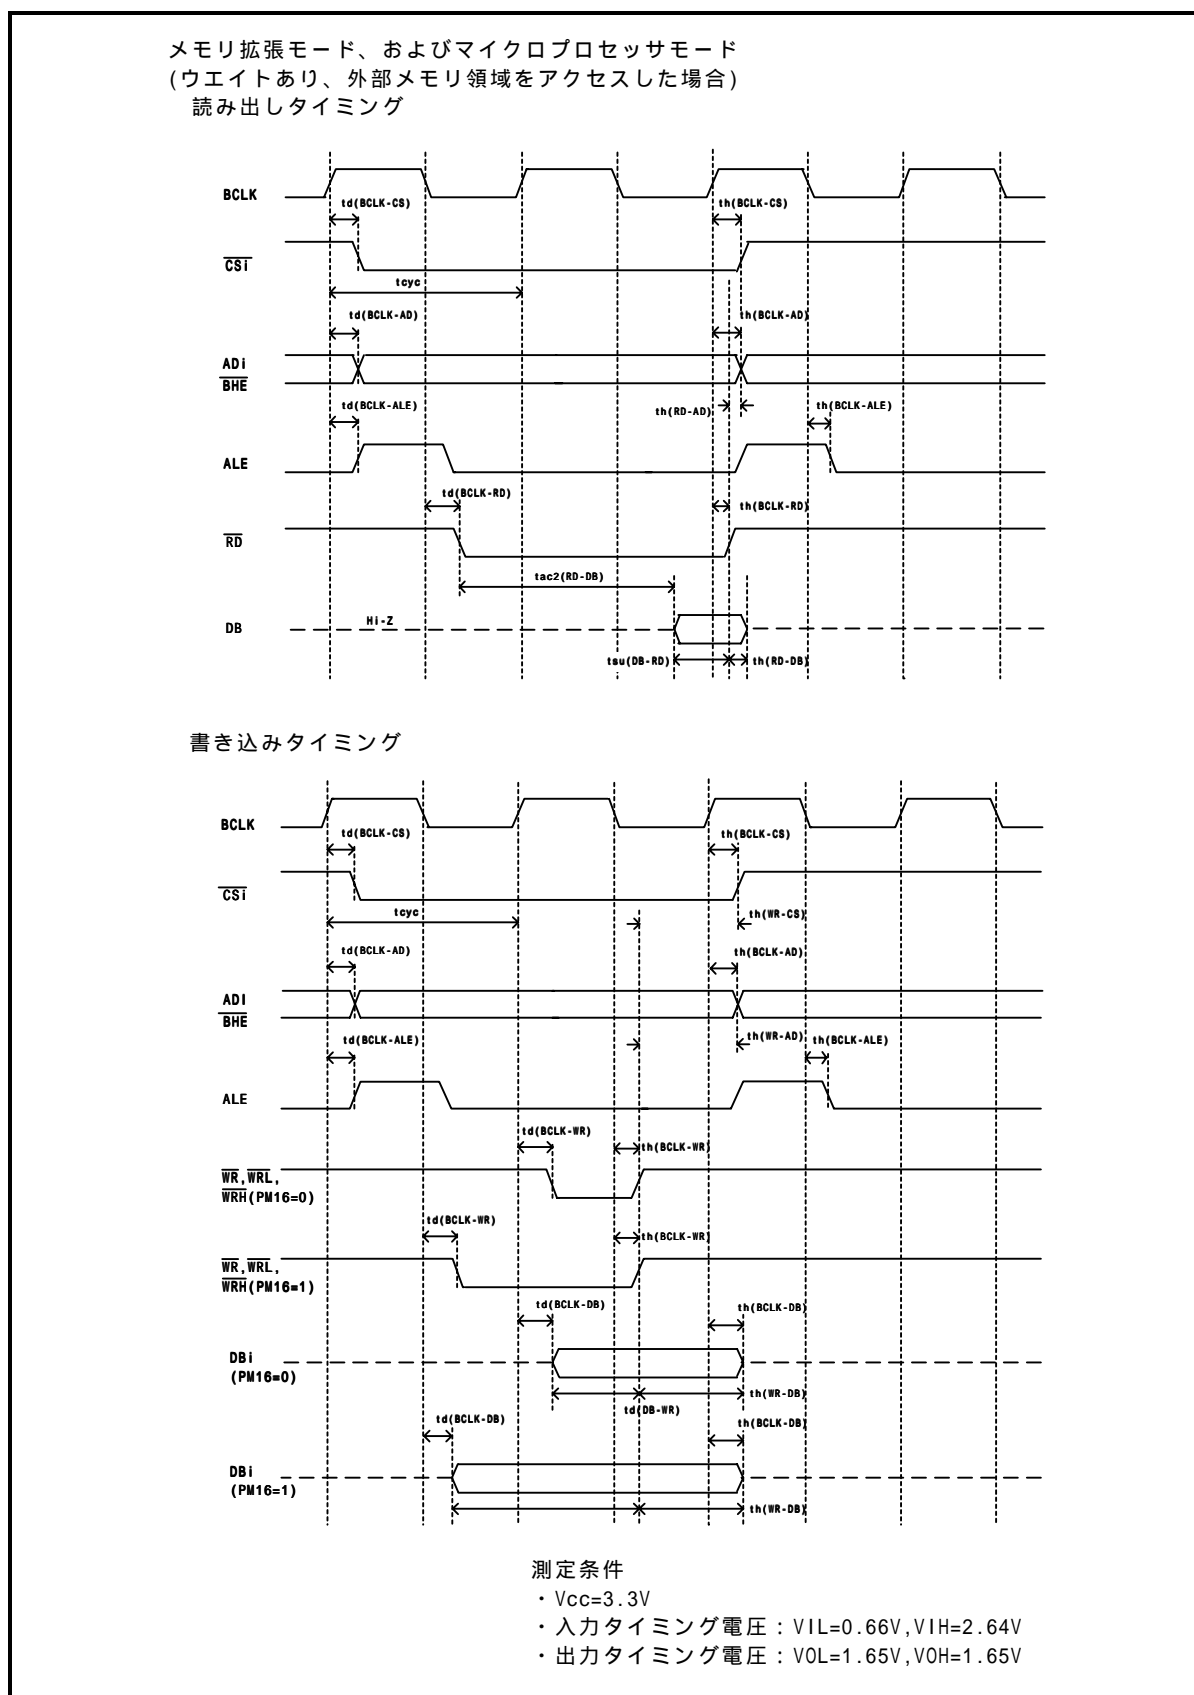 メモリ拡張モード、およびマイクロプロセッサモード
(ウエイトあり、外部メモリ領域をアクセスした場合)
読み出しタイミング
BCLK
td(BCLK-CS)
th(BCLK-CS)
CSi
tcyc
td(BCLK-AD)
th(BCLK-AD)
ADi
BHE
td(BCLK-ALE)
th(RD-AD)
th(BCLK-ALE)
ALE
td(BCLK-RD)
th(BCLK-RD)
RD
tac2(RD-DB)
DB
Hi-Z
tsu(DB-RD)
th(RD-DB)
書き込みタイミング
BCLK
td(BCLK-CS)
th(BCLK-CS)
CSi
tcyc
th(WR-CS)
td(BCLK-AD)
th(BCLK-AD)
ADI
BHE
td(BCLK-ALE)
th(WR-AD)
th(BCLK-ALE)
ALE
td(BCLK-WR)
th(BCLK-WR)
WR,WRL,
WRH(PM16=0)
td(BCLK-WR)
th(BCLK-WR)
WR,WRL,
WRH(PM16=1)
td(BCLK-DB)
th(BCLK-DB)
DBi
(PM16=0)
th(WR-DB)
td(DB-WR)
td(BCLK-DB)
th(BCLK-DB)
DBi
(PM16=1)
th(WR-DB)
測定条件
・Vcc=3.3V
・入力タイミング電圧:VIL=0.66V,VIH=2.64V
・出力タイミング電圧:VOL=1.65V,VOH=1.65V